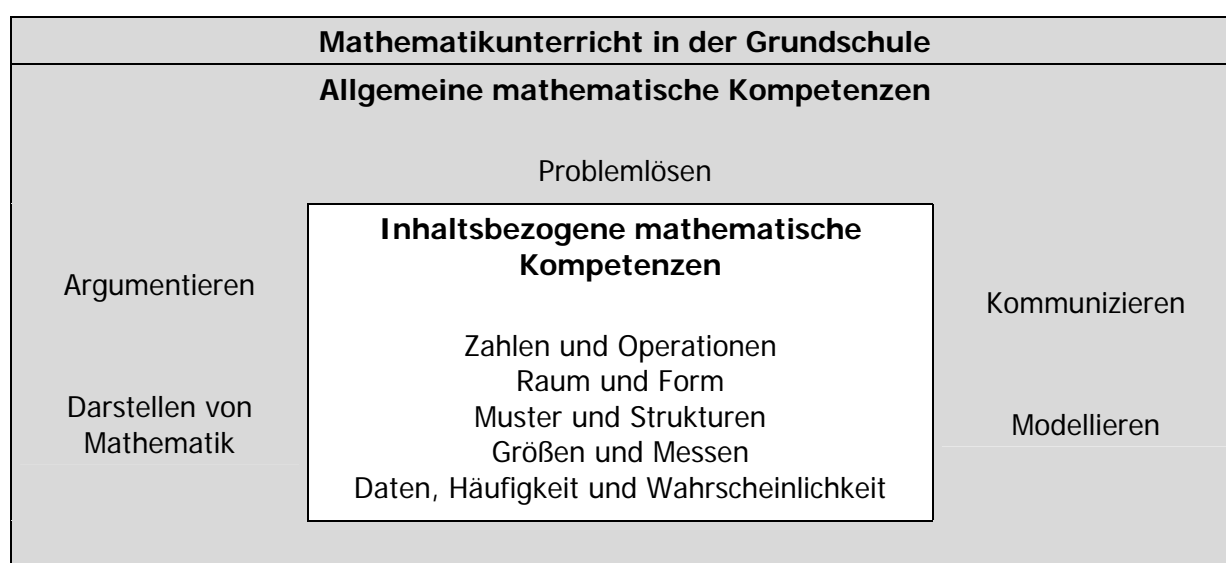 Mathematikunterricht in der Grundschule
Allgemeine mathematische Kompetenzen
Problemlösen
Argumentieren
Darstellen von
Mathematik
Inhaltsbezogene mathematische
Kompetenzen
Zahlen und Operationen
Raum und Form
Muster und Strukturen
Größen und Messen
Daten, Häufigkeit und Wahrscheinlichkeit
Kommunizieren
Modellieren